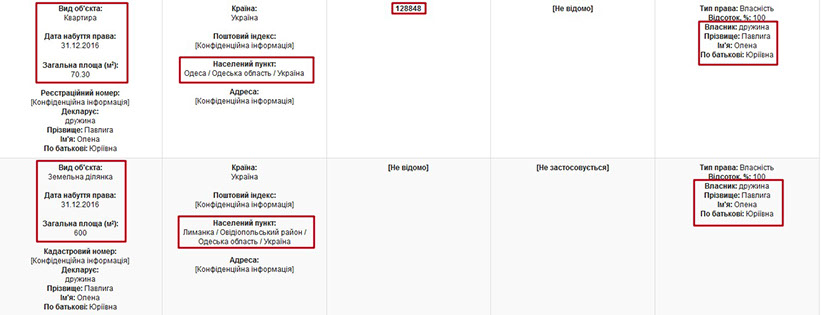 Вид об'єкта:
Квартира
Дата набуття права:
31.12.2016
Загальна площа (м²):
70.30
Реєстраційний номер:
[Конфіденційна інформація]
Декларує:
дружина
Прізвище: Павлига
Ім'я: Олена
По батькові: Юріївна
Країна:
Україна
Поштовий індекс:
[Конфіденційна інформація]
Населений пункт:
Одеса / Одеська область / Україна
Адреса:
[Конфіденційна інформація]
128848
[Не відомо]
Тип права: Власність
Відсоток, %: 100
Власник: дружина
Прізвище: Павлига
Ім'я: Олена
По батькові: Юріївна
Вид об'єкта:
Земельна ділянка
Дата набуття права:
31.12.2016
Загальна площа (м²):
600
Кадастровий номер:
[Конфіденційна інформація]
Декларує:
дружина
Прізвище: Павлига
Ім'я: Олена
По батькові: Юріївна
Країна:
Україна
Поштовий індекс:
[Конфіденційна інформація]
Населений пункт:
Лиманка / Овідіопольський район /
Одеська область / Україна
Адреса:
[Конфіденційна інформація]
[Не відомо]
[Не застосовується]
Тип права: Власність
Відсоток, %: 100
Власник: дружина
Прізвище: Павлига
Ім'я: Олена
По батькові: Юріївна